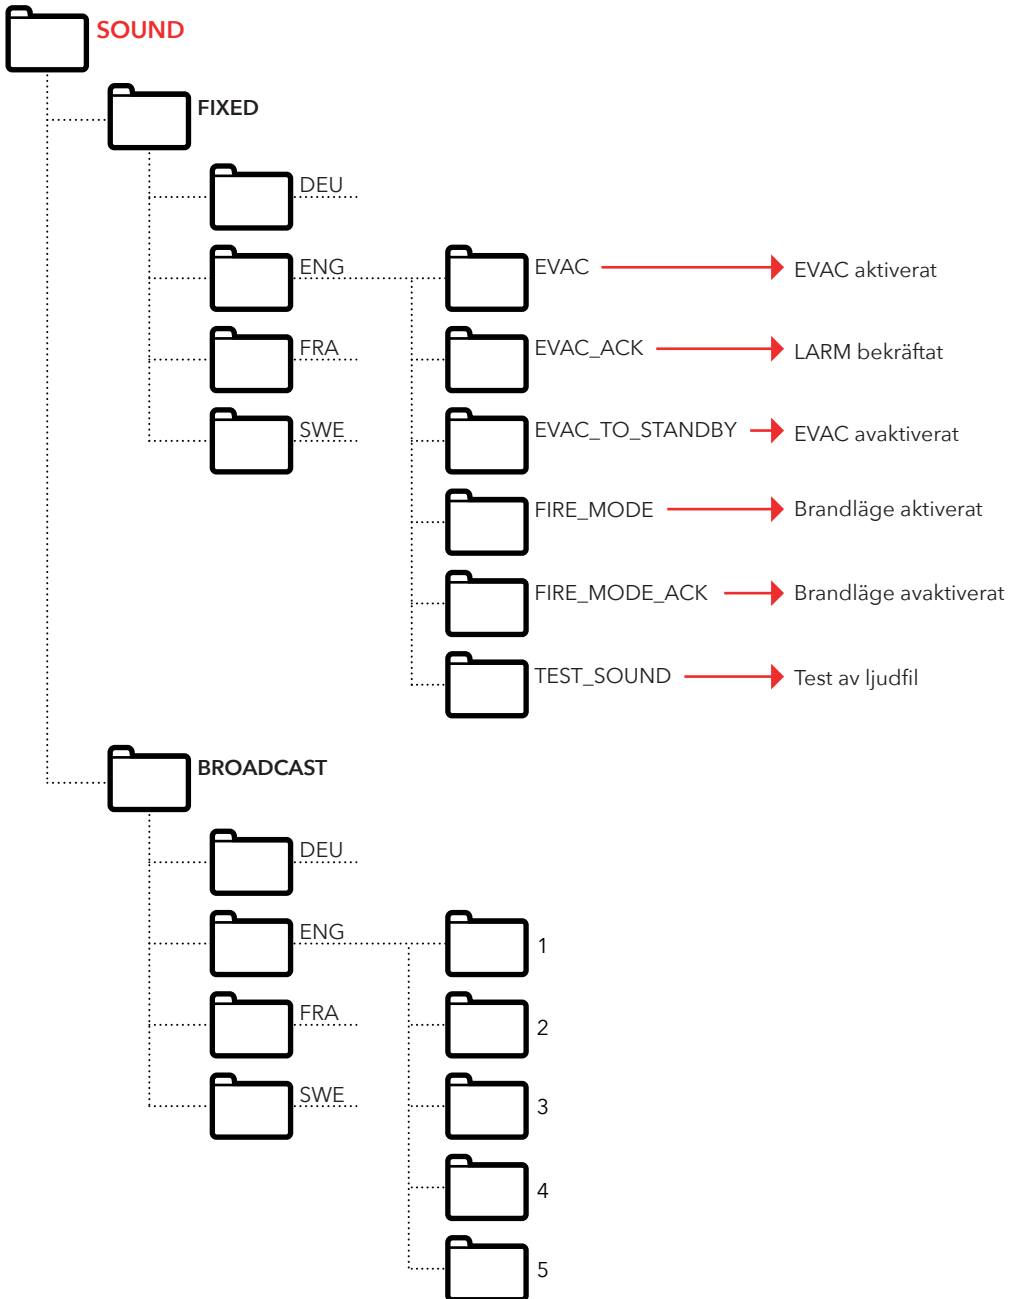 SOUND
FIXED
DEU
ENG
EVAC
EVAC aktiverat
FRA
EVAC_ACK
LARM bekräftat
SWE
EVAC_TO_STANDBY
EVAC avaktiverat
FIRE_MODE
Brandläge aktiverat
FIRE_MODE_ACK
Brandläge avaktiverat
TEST_SOUND
Test av ljudfil
BROADCAST
DEU
ENG
1
FRA
2
SWE
3
4
5